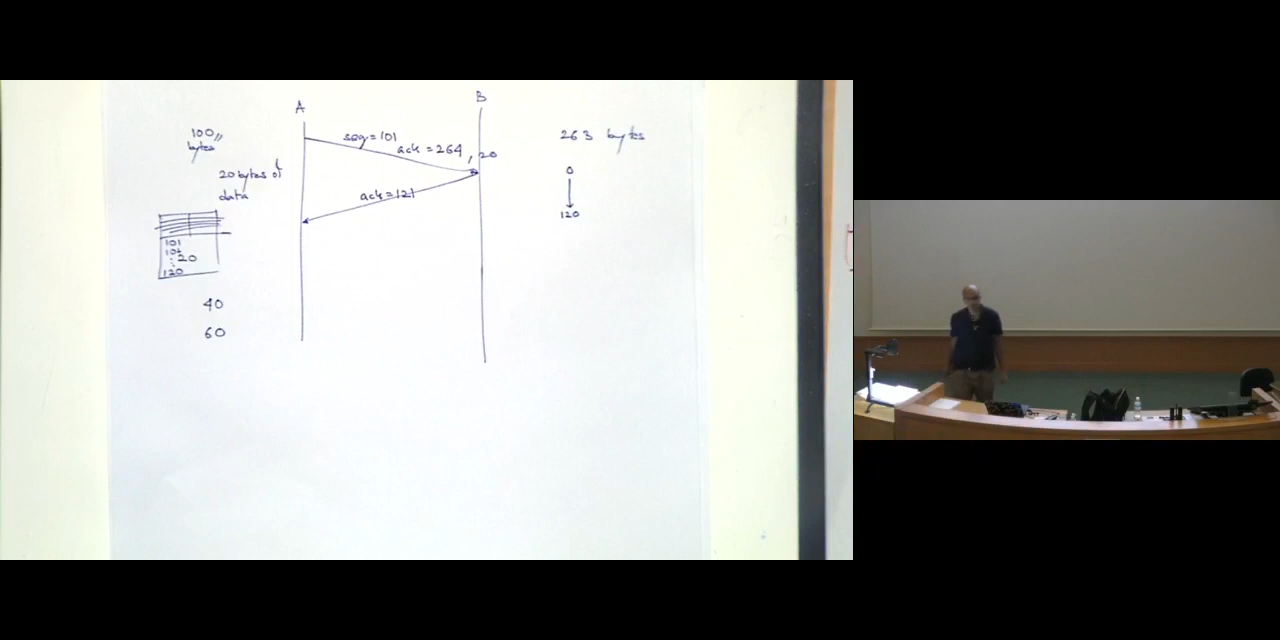 A
B
100
bytes
seq=101
ack=264, 20
263 bytes
20 bytes of
data
ack=121
0
120
101
102
20
120
40
60